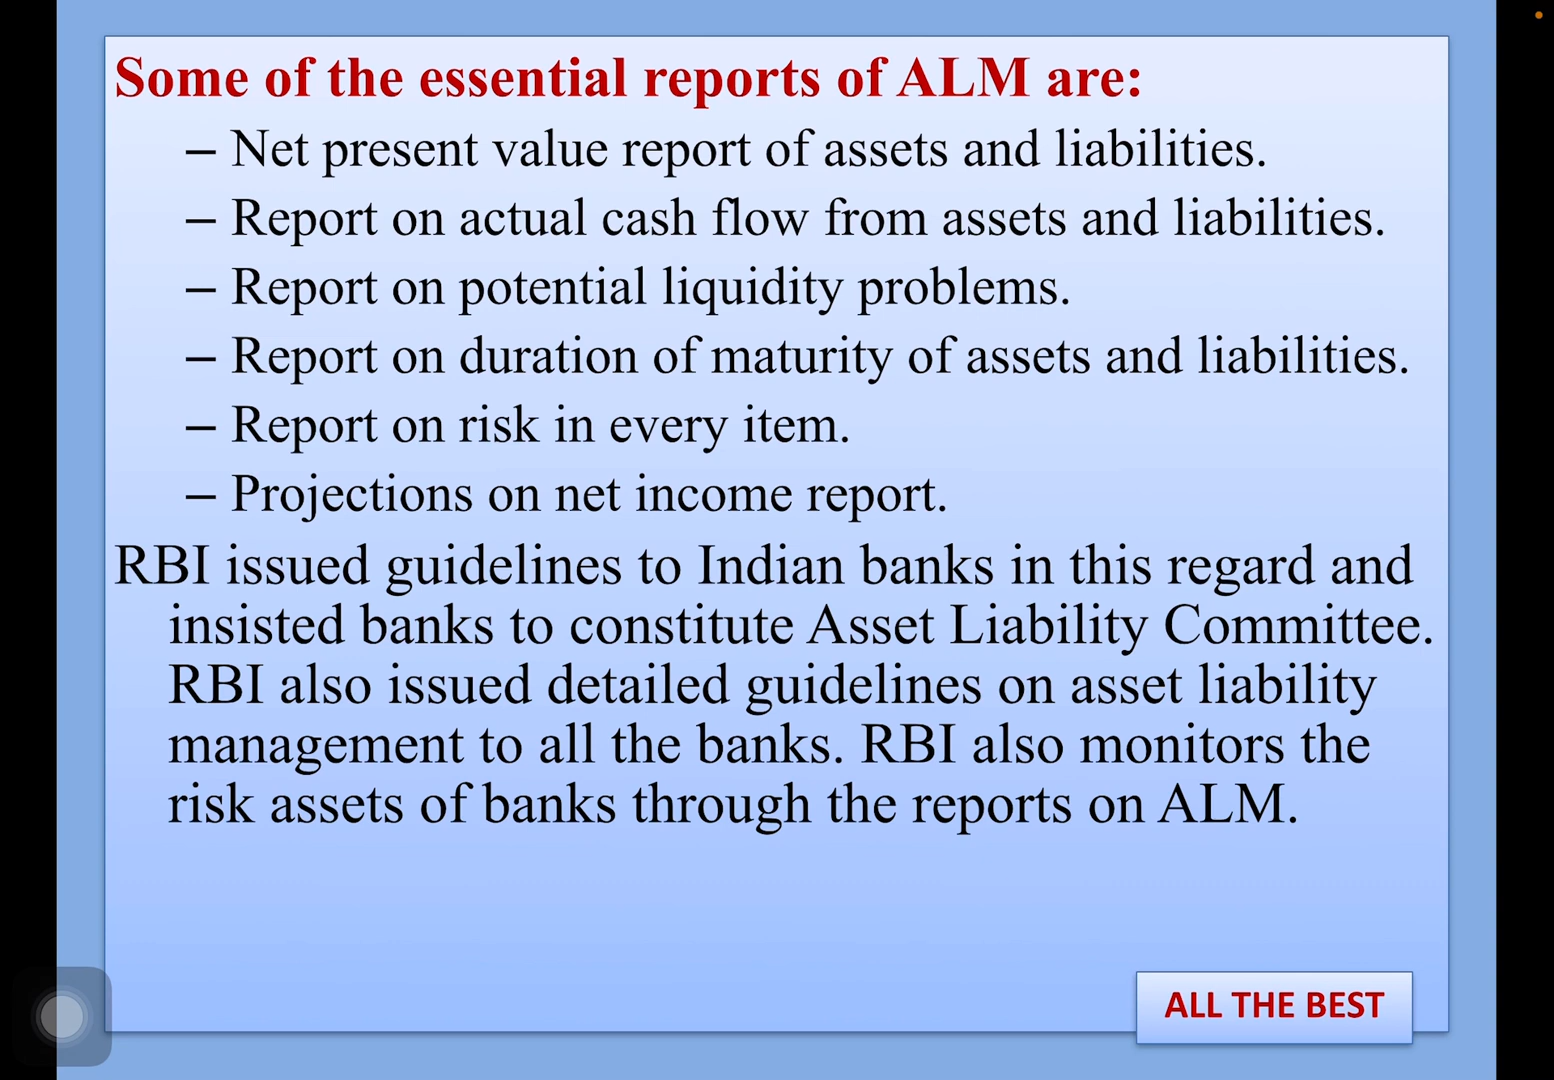 Some of the essential reports of ALM are:
– Net present value report of assets and liabilities.
– Report on actual cash flow from assets and liabilities.
– Report on potential liquidity problems.
– Report on duration of maturity of assets and liabilities.
– Report on risk in every item.
– Projections on net income report.
RBI issued guidelines to Indian banks in this regard and
insisted banks to constitute Asset Liability Committee.
RBI also issued detailed guidelines on asset liability
management to all the banks. RBI also monitors the
risk assets of banks through the reports on ALM.
ALL THE BEST